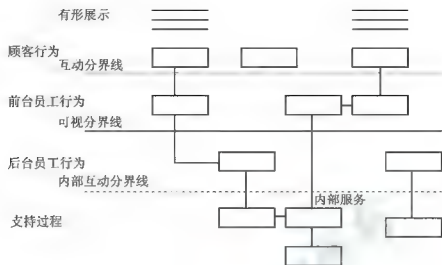 有形展示
顾客行为
互动分界线
前台员工行为
可视分界线
后台员工行为
内部互动分界线
内部服务
支持过程